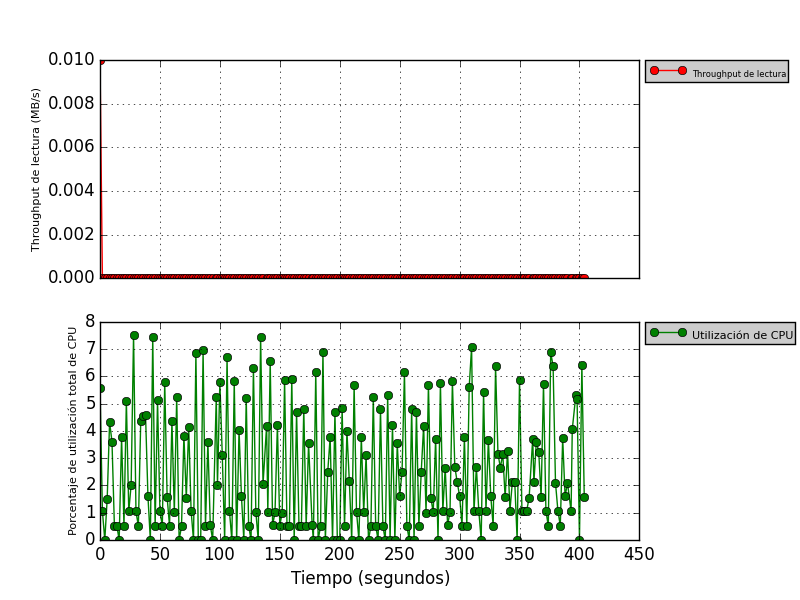 0.010
0.008
0.006
0.004
0.002
0.000
Throughput de lectura (MB/s)
Throughput de lectura
8
7
6
5
4
3
2
1
0
Porcentaje de utilización total de CPU
Utilización de CPU
0 50 100 150 200 250 300 350 400 450
Tiempo (segundos)